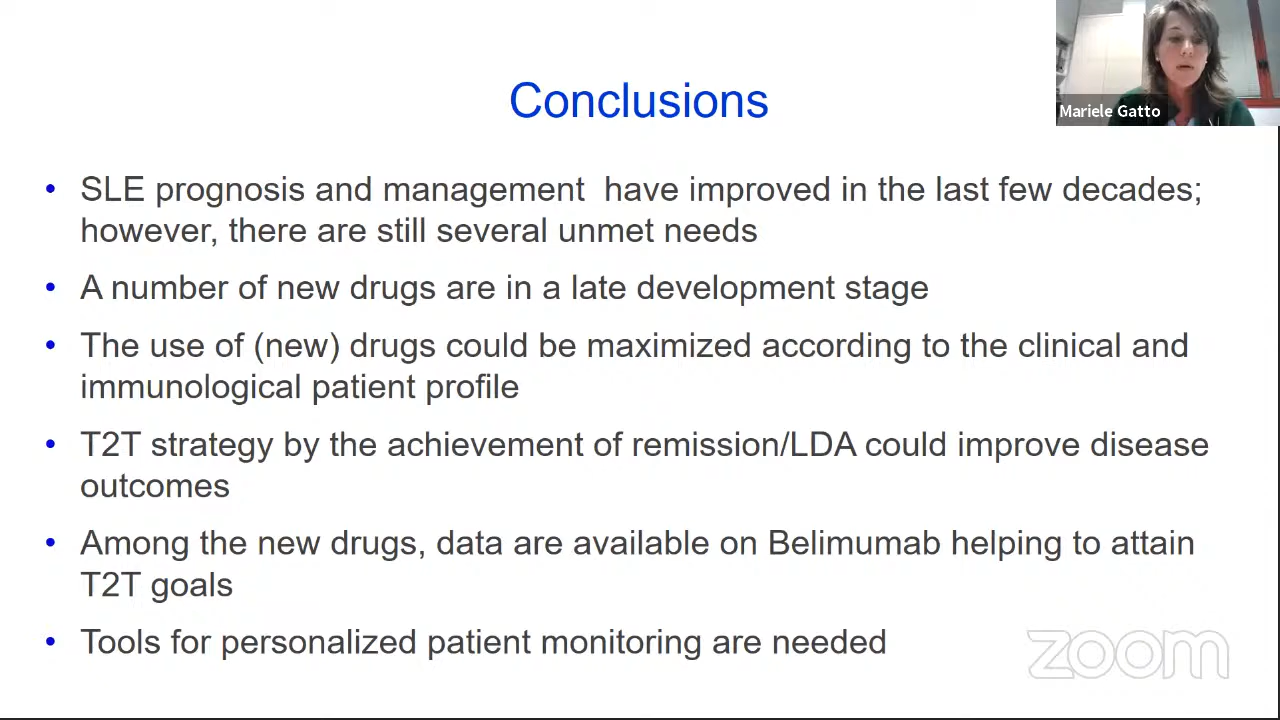 Conclusions
Mariele Gatto
• SLE prognosis and management  have improved in the last few decades;
however, there are still several unmet needs
• A number of new drugs are in a late development stage
• The use of (new) drugs could be maximized according to the clinical and
immunological patient profile
• T2T strategy by the achievement of remission/LDA could improve disease
outcomes
• Among the new drugs, data are available on Belimumab helping to attain
T2T goals
• Tools for personalized patient monitoring are needed
zoom